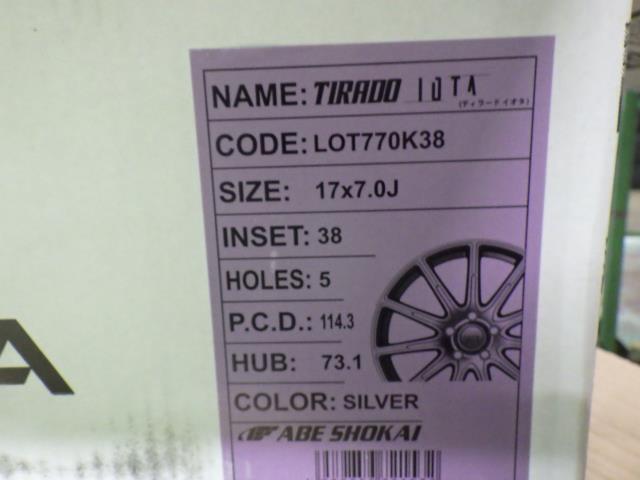 NAME: TIRADO IOTA
(ティラードイオタ)
CODE: LOT770K38
SIZE: 17x7.0J
INSET: 38
HOLES: 5
P.C.D.: 114.3
HUB: 73.1
COLOR: SILVER
ABE SHOKAI
A